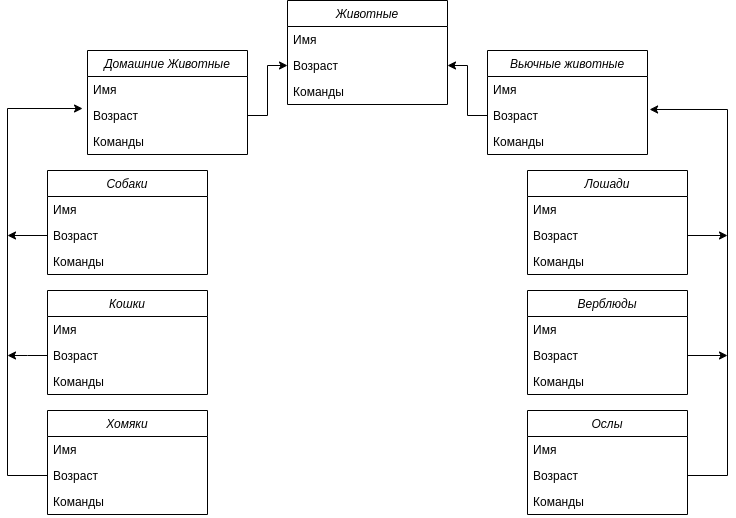 Животные
Имя
Возраст
Команды
Домашние Животные
Имя
Возраст
Команды
Вьючные животные
Имя
Возраст
Команды
Собаки
Имя
Возраст
Команды
Лошади
Имя
Возраст
Команды
Кошки
Имя
Возраст
Команды
Верблюды
Имя
Возраст
Команды
Хомяки
Имя
Возраст
Команды
Ослы
Имя
Возраст
Команды